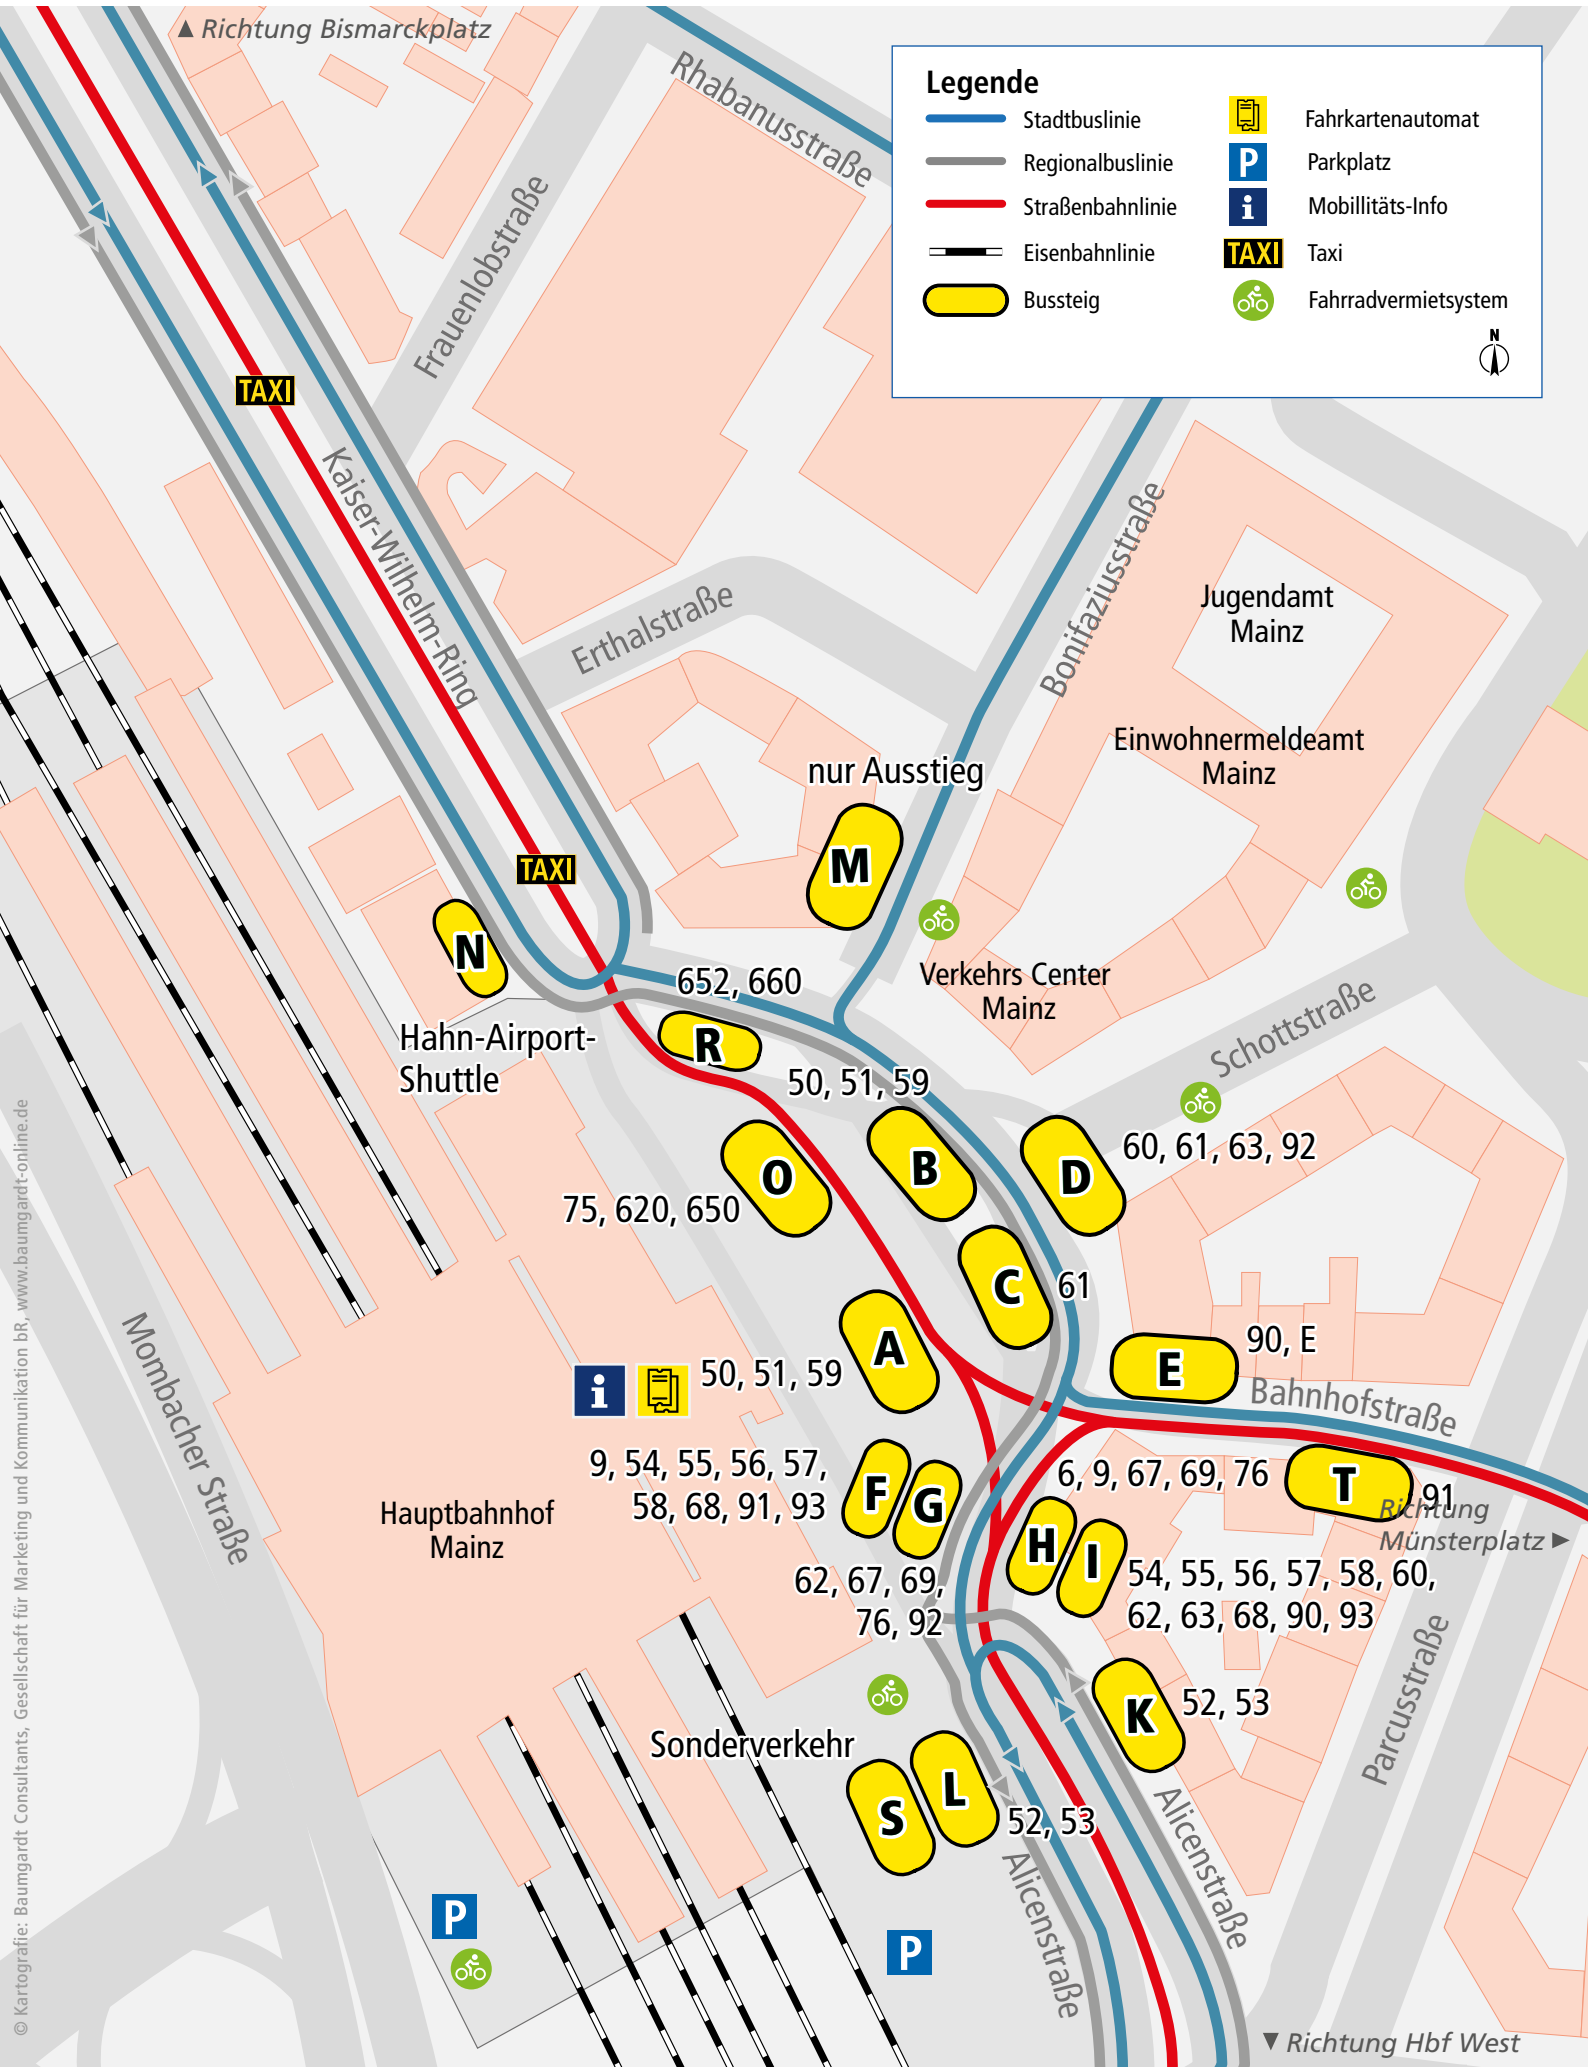 ▲ Richtung Bismarckplatz
Rhabanusstraße
Legende
Stadtbuslinie
Regionalbuslinie
Straßenbahnlinie
Eisenbahnlinie
Bussteig
Fahrkartenautomat
P Parkplatz
i Mobillitäts-Info
TAXI Taxi
Fahrradvermietsystem
N
Frauenlobstraße
TAXI
Kaiser-Wilhelm-Ring
Bonifaziusstraße
Erthalstraße
Jugendamt
Mainz
Einwohnermeldeamt
Mainz
nur Ausstieg
M
TAXI
N
Hahn-Airport-
Shuttle
652, 660
R
Verkehrs Center
Mainz
Schottstraße
50, 51, 59
B
O
75, 620, 650
D
60, 61, 63, 92
C
61
A
50, 51, 59
i
E
90, E
Bahnhofstraße
Mombacher Straße
9, 54, 55, 56, 57,
58, 68, 91, 93
F
G
6, 9, 67, 69, 76
T
91
Richtung
Münsterplatz ►
Hauptbahnhof
Mainz
62, 67, 69,
76, 92
H
I
54, 55, 56, 57, 58, 60,
62, 63, 68, 90, 93
K
52, 53
Parcusstraße
Sonderverkehr
S
L
52, 53
Alicenstraße
Alicenstraße
P
P
▼ Richtung Hbf West
© Kartografie: Baumgardt Consultants, Gesellschaft für Marketing und Kommunikation bR, www.baumgardt-online.de